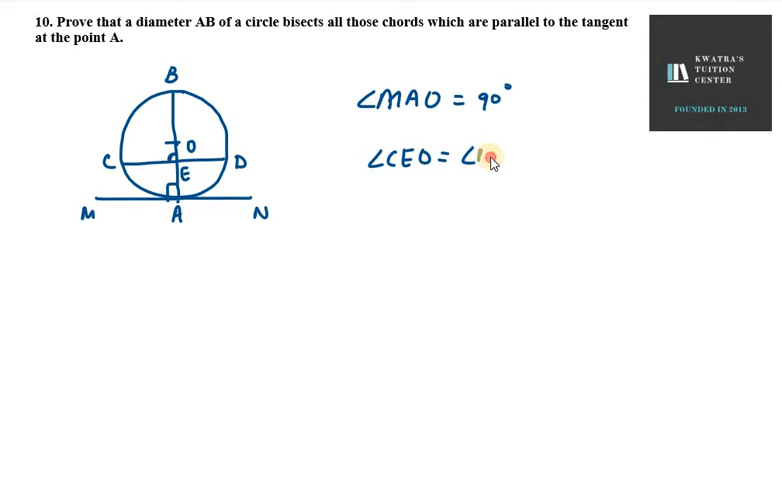 10. Prove that a diameter AB of a circle bisects all those chords which are parallel to the tangent
at the point A.
KWATRA'S
TUITION
CENTER
FOUNDED IN 2013
B
∠MAO = 90°
O
C
D
∠CEO = ∠
E
M
A
N